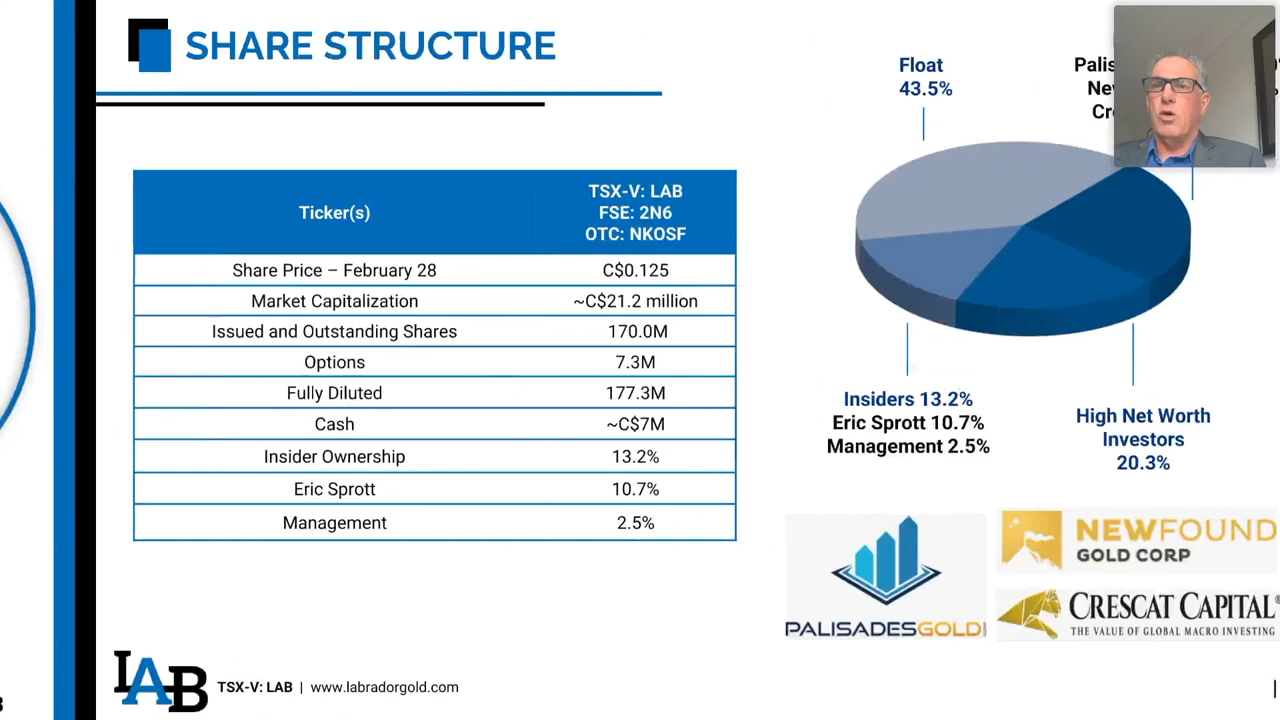 SHARE STRUCTURE
Ticker(s)
TSX-V: LAB
FSE: 2N6
OTC: NKOSF
Share Price – February 28 C$0.125
Market Capitalization ~C$21.2 million
Issued and Outstanding Shares 170.0M
Options 7.3M
Fully Diluted 177.3M
Cash ~C$7M
Insider Ownership 13.2%
Eric Sprott 10.7%
Management 2.5%
Float
43.5%
Insiders 13.2%
Eric Sprott 10.7%
Management 2.5%
High Net Worth
Investors
20.3%
PALISADESGOLD
NEWFOUND
GOLD CORP
CRESCAT CAPITAL®
THE VALUE OF GLOBAL MACRO INVESTING
LAB
TSX-V: LAB | www.labradorgold.com